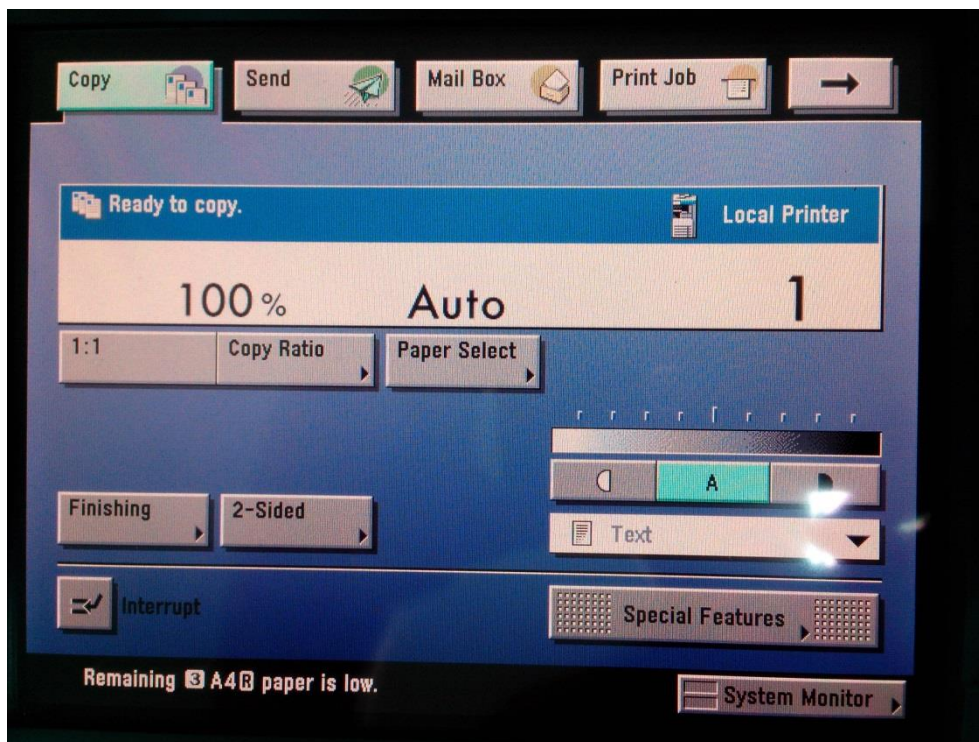 Copy Send Mail Box Print Job →
Ready to copy. Local Printer
100 % Auto 1
1:1 Copy Ratio Paper Select
A
Finishing 2-Sided
Text
Interrupt Special Features
Remaining 3 A4R paper is low.
System Monitor